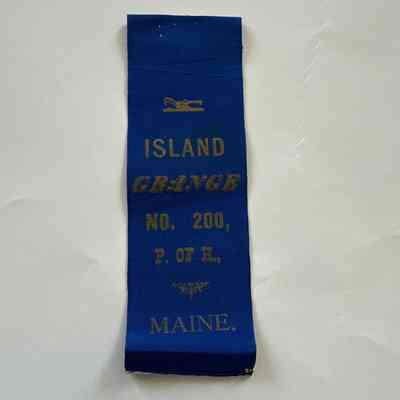 ISLAND
GRANGE
NO. 200,
P. OF H.,
MAINE.